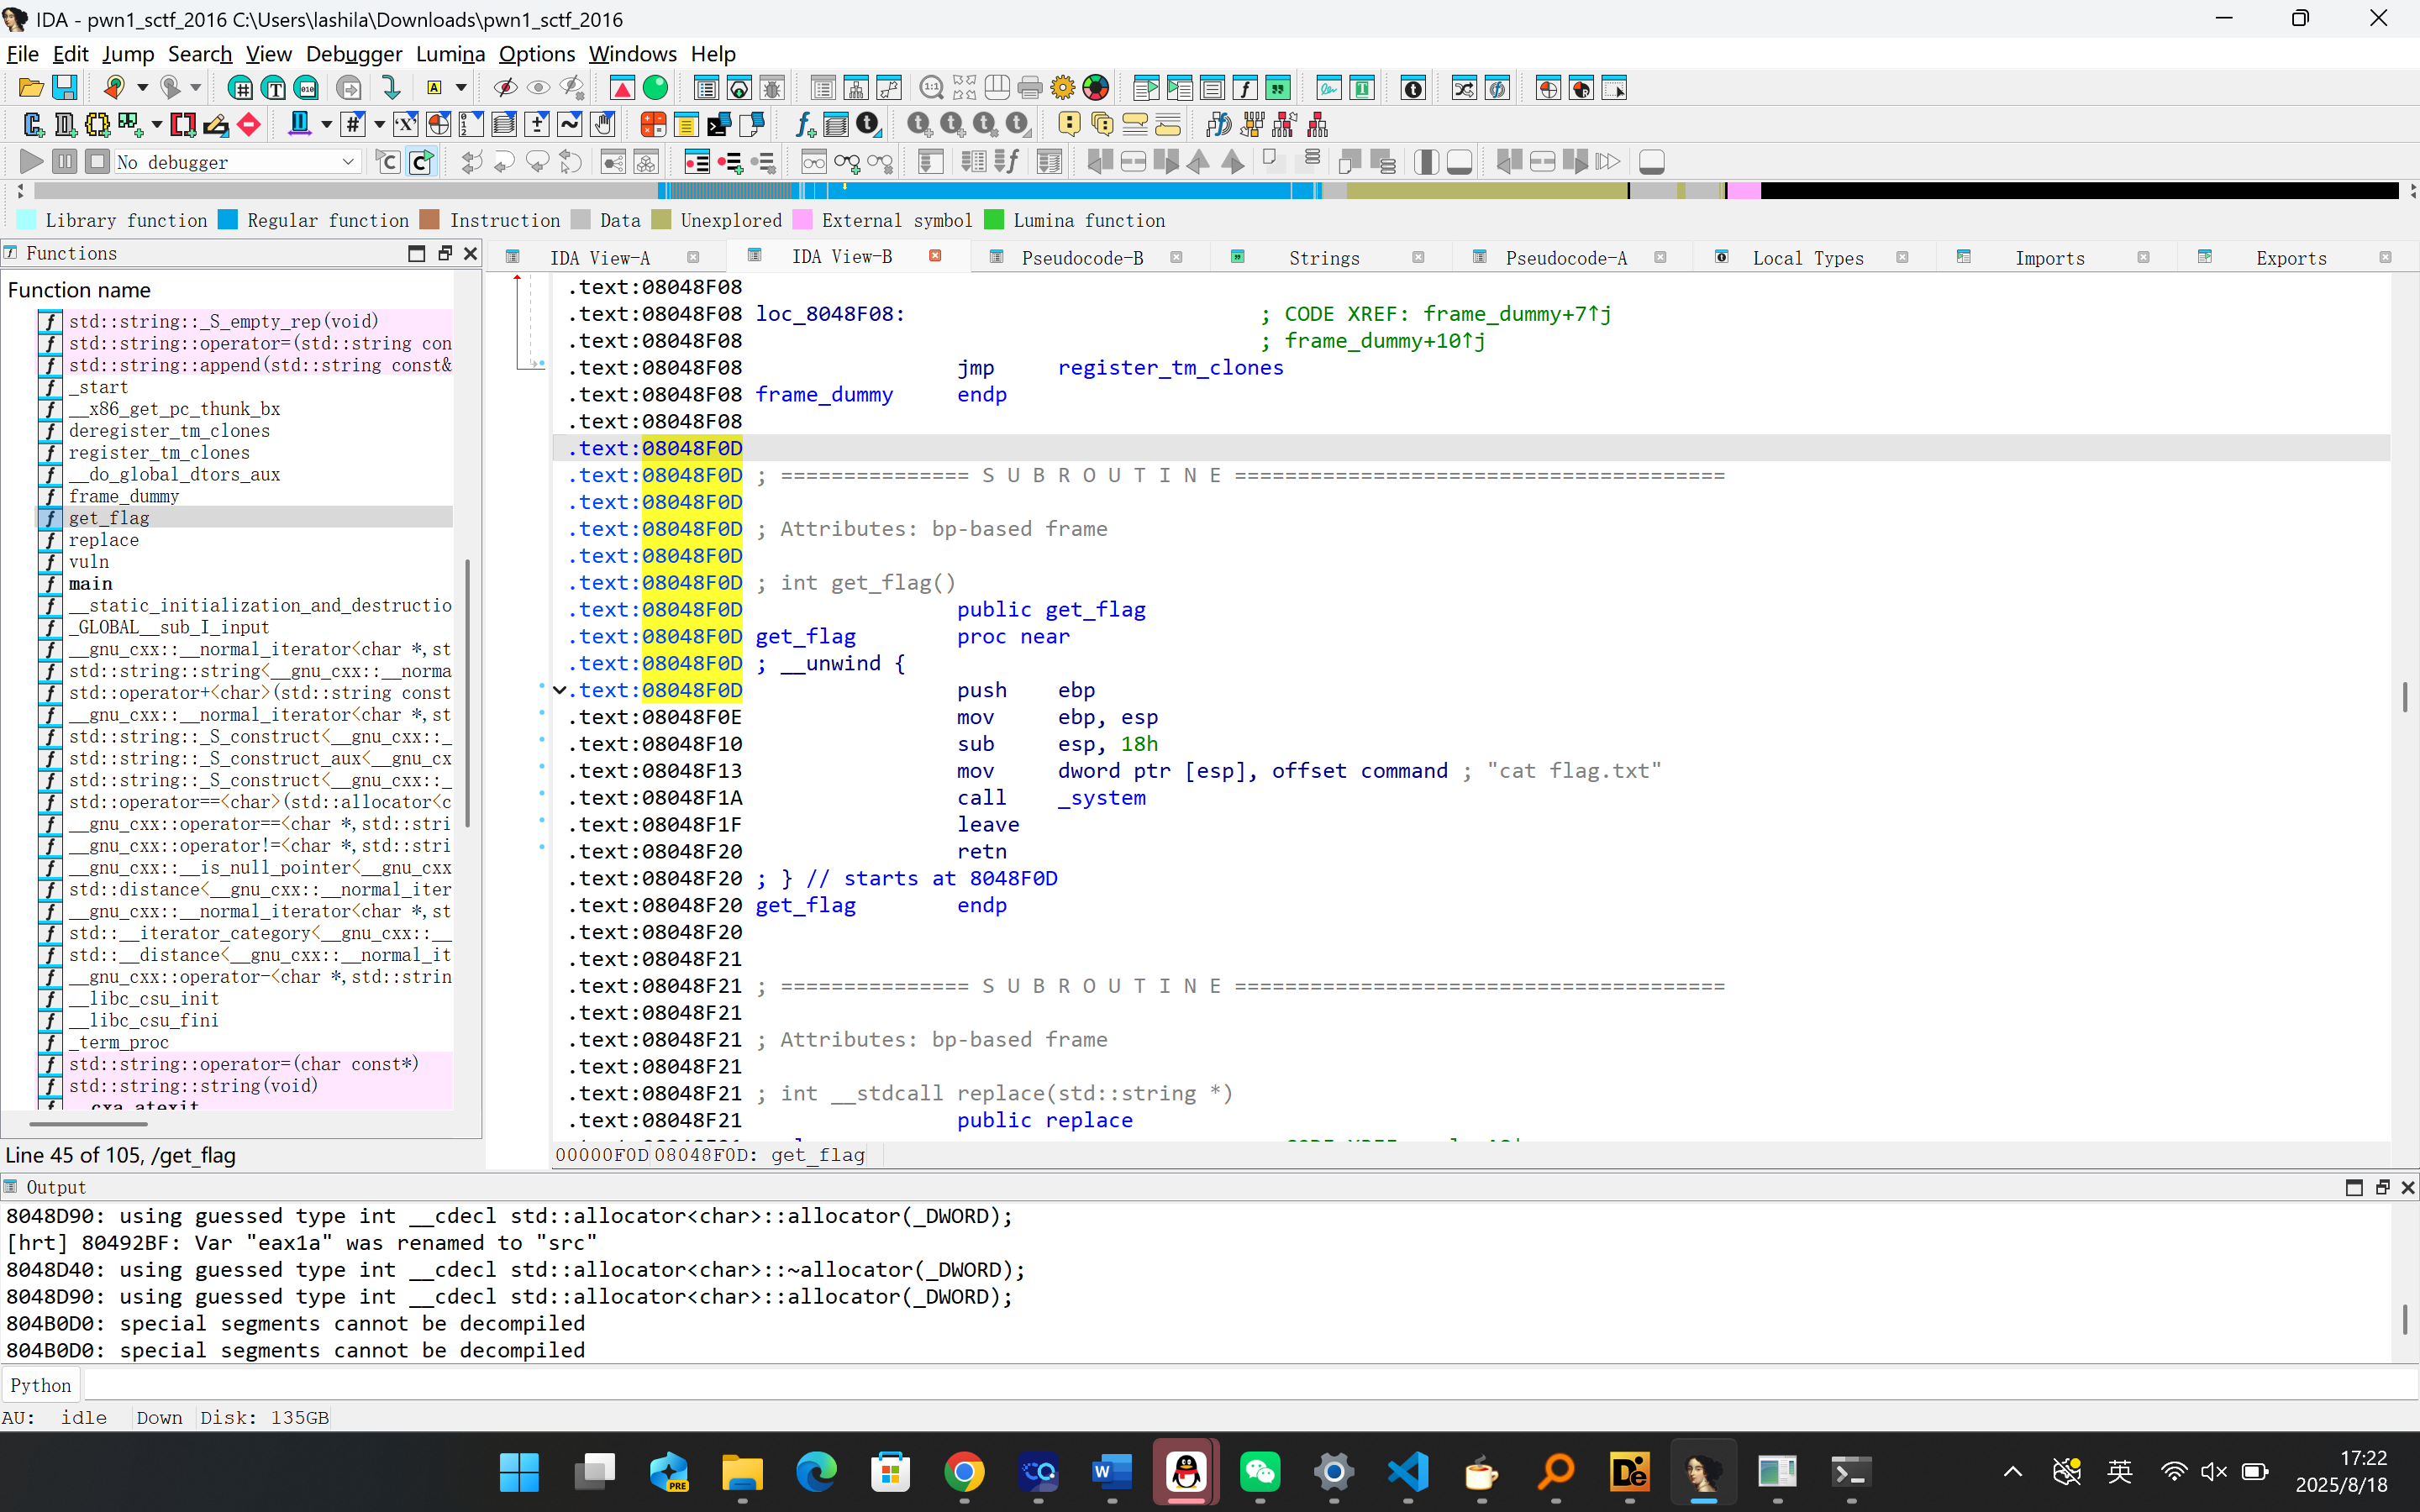 IDA - pwn1_sctf_2016 C:\Users\lashila\Downloads\pwn1_sctf_2016
File Edit Jump Search View Debugger Lumina Options Windows Help
No debugger
Library function Regular function Instruction Data Unexplored External symbol Lumina function
Functions
Function name
std::string::_S_empty_rep(void)
std::string::operator=(std::string con
std::string::append(std::string const&
_start
__x86_get_pc_thunk_bx
deregister_tm_clones
register_tm_clones
__do_global_dtors_aux
frame_dummy
get_flag
replace
vuln
main
__static_initialization_and_destructio
_GLOBAL__sub_I_input
__gnu_cxx::__normal_iterator<char *,st
std::string::string<__gnu_cxx::__norma
std::operator+<char>(std::string const
__gnu_cxx::__normal_iterator<char *,st
std::string::_S_construct<__gnu_cxx::_
std::string::_S_construct_aux<__gnu_cx
std::string::_S_construct<__gnu_cxx::_
std::operator==<char>(std::allocator<c
__gnu_cxx::operator==<char *,std::stri
__gnu_cxx::operator!=<char *,std::stri
__gnu_cxx::__is_null_pointer<__gnu_cxx
std::distance<__gnu_cxx::__normal_iter
__gnu_cxx::__normal_iterator<char *,st
std::__iterator_category<__gnu_cxx::__
std::__distance<__gnu_cxx::__normal_it
__gnu_cxx::operator-<char *,std::strin
__libc_csu_init
__libc_csu_fini
_term_proc
std::string::operator=(char const*)
std::string::string(void)
Line 45 of 105, /get_flag
IDA View-A IDA View-B Pseudocode-B Strings Pseudocode-A Local Types Imports Exports
.text:08048F08
.text:08048F08 loc_8048F08: ; CODE XREF: frame_dummy+7↑j
.text:08048F08 ; frame_dummy+10↑j
.text:08048F08 jmp register_tm_clones
.text:08048F08 frame_dummy endp
.text:08048F08
.text:08048F0D
.text:08048F0D ; =============== S U B R O U T I N E =======================================
.text:08048F0D
.text:08048F0D ; Attributes: bp-based frame
.text:08048F0D
.text:08048F0D ; int get_flag()
.text:08048F0D public get_flag
.text:08048F0D get_flag proc near
.text:08048F0D ; __unwind {
.text:08048F0D push ebp
.text:08048F0E mov ebp, esp
.text:08048F10 sub esp, 18h
.text:08048F13 mov dword ptr [esp], offset command ; "cat flag.txt"
.text:08048F1A call _system
.text:08048F1F leave
.text:08048F20 retn
.text:08048F20 ; } // starts at 8048F0D
.text:08048F20 get_flag endp
.text:08048F20
.text:08048F21
.text:08048F21 ; =============== S U B R O U T I N E =======================================
.text:08048F21
.text:08048F21 ; Attributes: bp-based frame
.text:08048F21
.text:08048F21 ; int __stdcall replace(std::string *)
.text:08048F21 public replace
00000F0D 08048F0D: get_flag
Output
8048D90: using guessed type int __cdecl std::allocator<char>::allocator(_DWORD);
[hrt] 80492BF: Var "eax1a" was renamed to "src"
8048D40: using guessed type int __cdecl std::allocator<char>::~allocator(_DWORD);
8048D90: using guessed type int __cdecl std::allocator<char>::allocator(_DWORD);
804B0D0: special segments cannot be decompiled
804B0D0: special segments cannot be decompiled
Python
AU: idle Down Disk: 135GB
PRE
英
17:22
2025/8/18